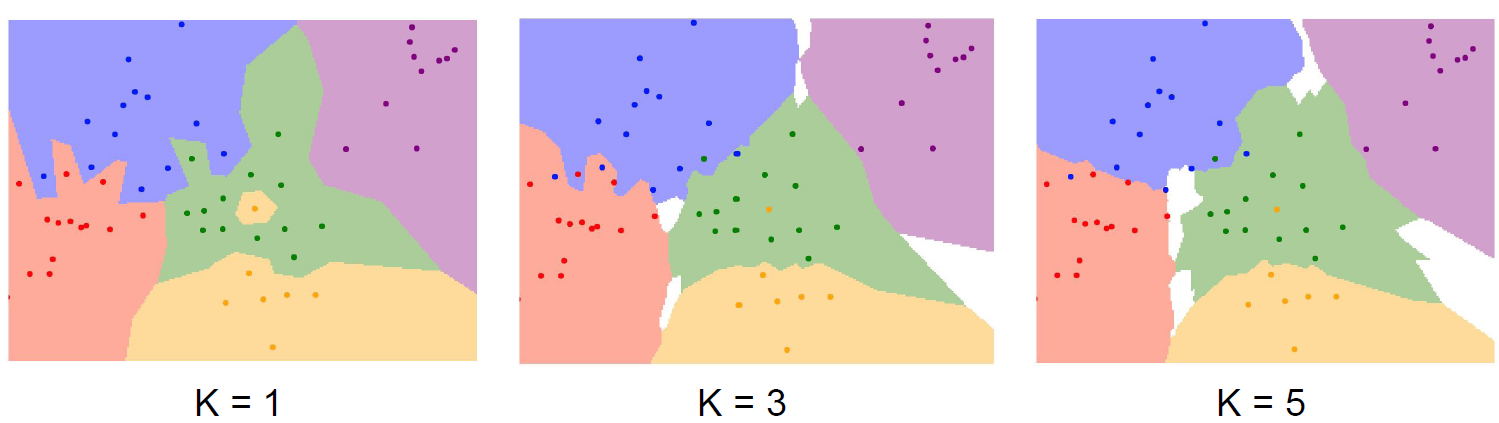 K = 1
K = 3
K = 5